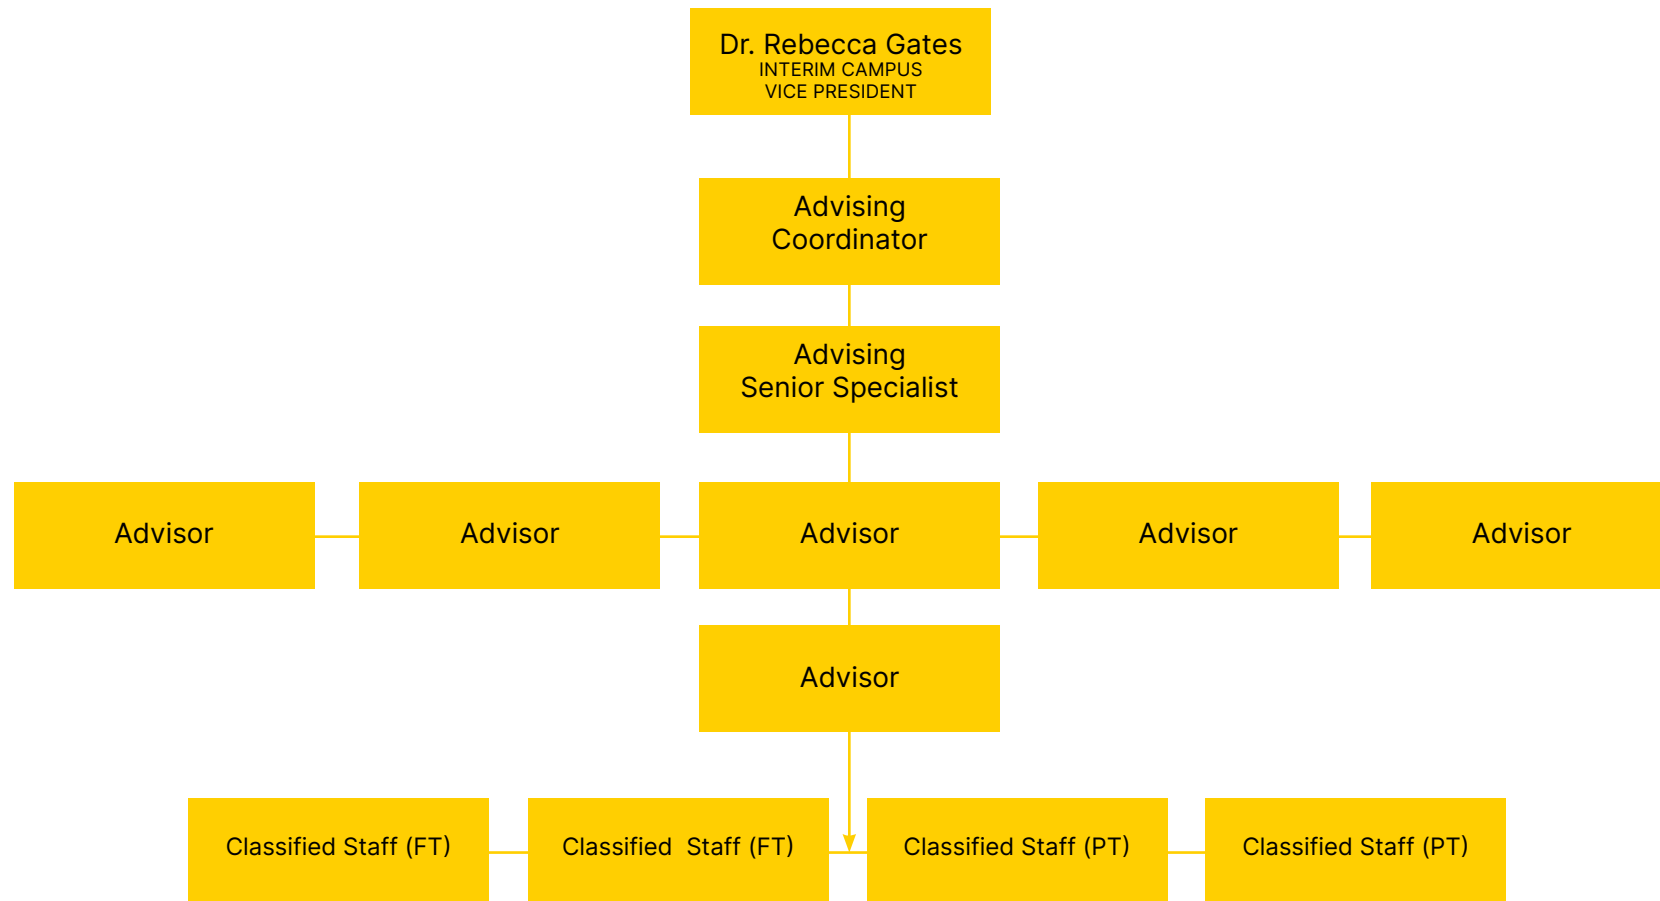 Dr. Rebecca Gates
INTERIM CAMPUS
VICE PRESIDENT
Advising
Coordinator
Advising
Senior Specialist
Advisor
Advisor
Advisor
Advisor
Advisor
Advisor
Classified Staff (FT)
Classified  Staff (FT)
Classified Staff (PT)
Classified Staff (PT)